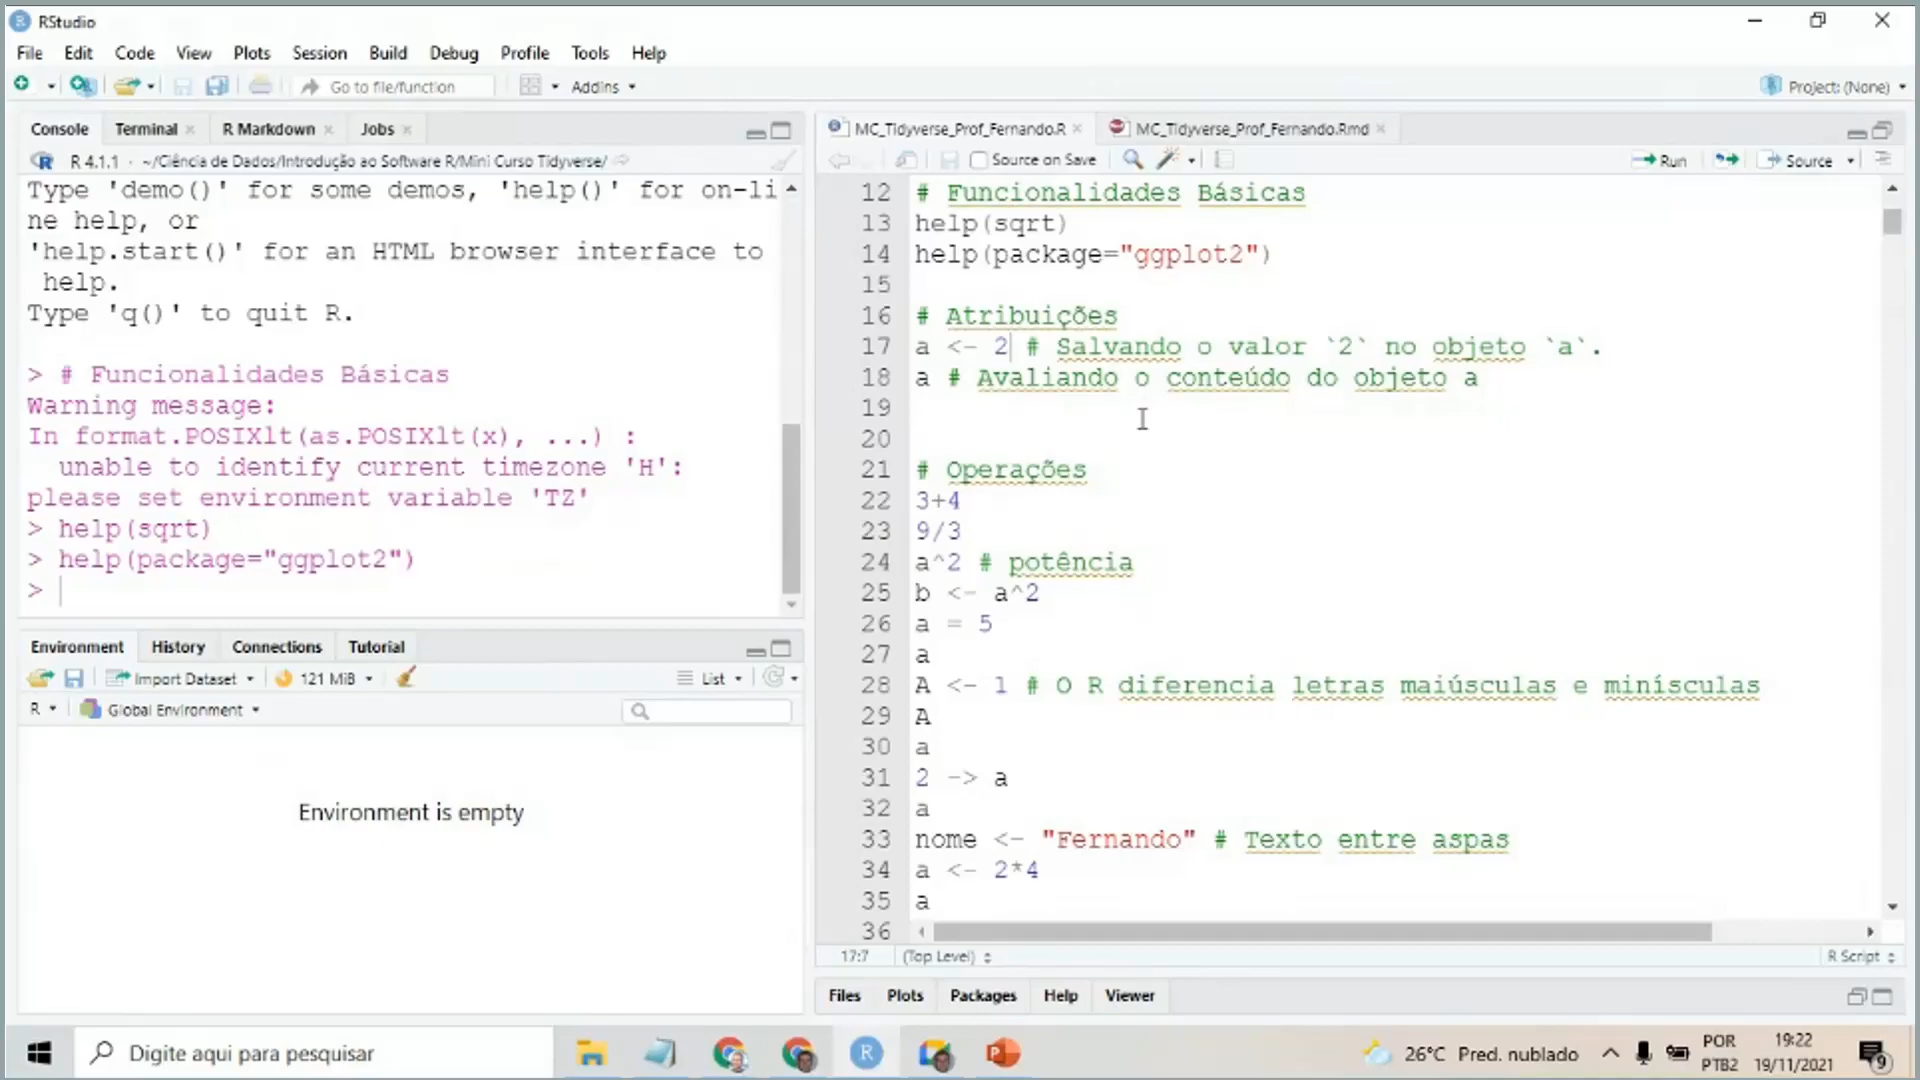 RStudio
File Edit Code View Plots Session Build Debug Profile Tools Help
Go to file/function Addins Project: (None)
Console Terminal R Markdown Jobs
R 4.1.1 · ~/Ciência de Dados/Introdução ao Software R/Mini Curso Tidyverse/
Type 'demo()' for some demos, 'help()' for on-li
ne help, or
'help.start()' for an HTML browser interface to
help.
Type 'q()' to quit R.
> # Funcionalidades Básicas
Warning message:
In format.POSIXlt(as.POSIXlt(x), ...) :
unable to identify current timezone 'H':
please set environment variable 'TZ'
> help(sqrt)
> help(package="ggplot2")
>
Environment History Connections Tutorial
Import Dataset 121 MiB List
R Global Environment
Environment is empty
MC_Tidyverse_Prof_Fernando.R MC_Tidyverse_Prof_Fernando.Rmd
Source on Save Run Source
12 # Funcionalidades Básicas
13 help(sqrt)
14 help(package="ggplot2")
15
16 # Atribuições
17 a <- 2 # Salvando o valor `2` no objeto `a`.
18 a # Avaliando o conteúdo do objeto a
19
20
21 # Operações
22 3+4
23 9/3
24 a^2 # potência
25 b <- a^2
26 a = 5
27 a
28 A <- 1 # O R diferencia letras maiúsculas e minísculas
29 A
30 a
31 2 -> a
32 a
33 nome <- "Fernando" # Texto entre aspas
34 a <- 2*4
35 a
36
17:7 (Top Level) R Script
Files Plots Packages Help Viewer
Digite aqui para pesquisar
26°C Pred. nublado
POR
PTB2
19:22
19/11/2021
9